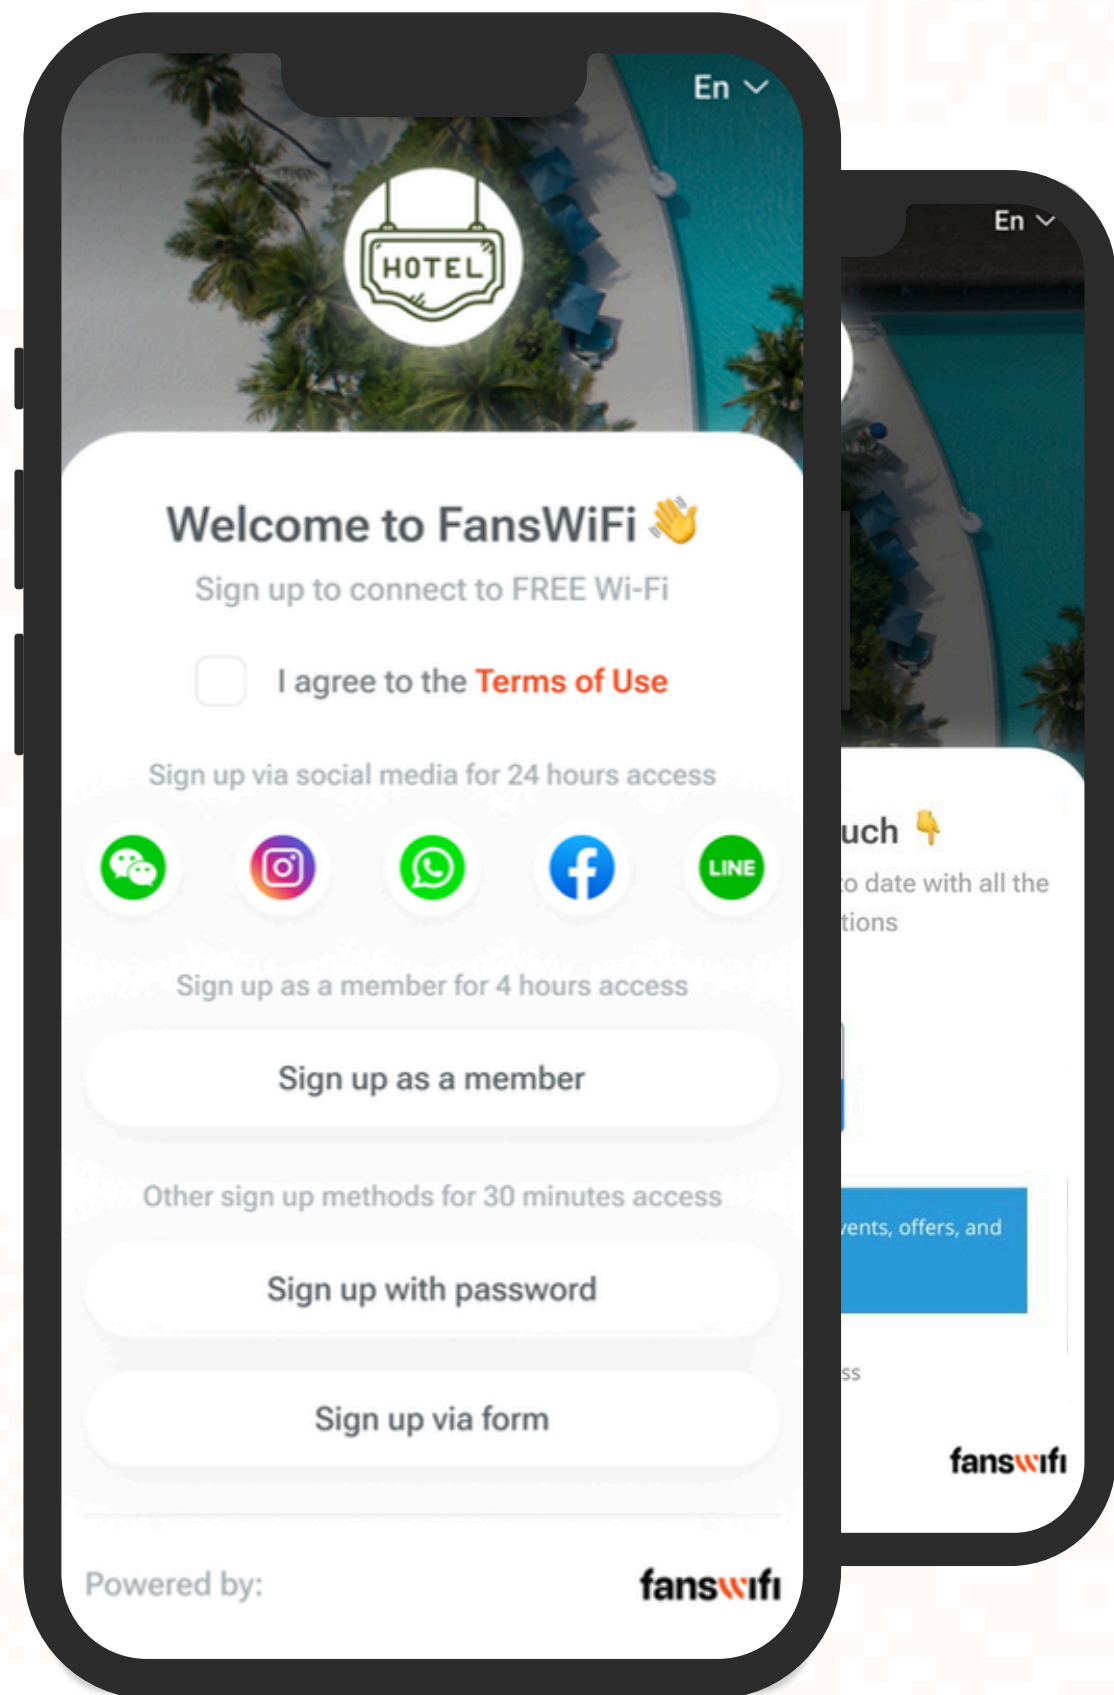 En
HOTEL
Welcome to FansWiFi 👋
Sign up to connect to FREE Wi-Fi
I agree to the Terms of Use
Sign up via social media for 24 hours access
LINE
Sign up as a member for 4 hours access
Sign up as a member
Other sign up methods for 30 minutes access
Sign up with password
Sign up via form
Powered by:
fanswifi
En
uch 👇
to date with all the
tions
vents, offers, and
ss
fanswifi